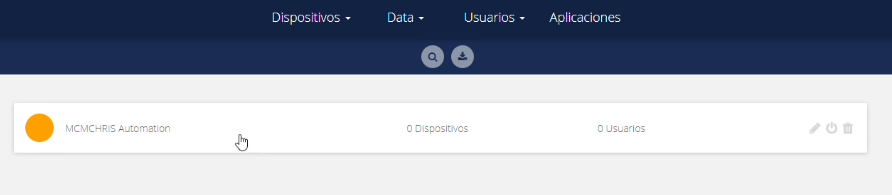 Dispositivos Data Usuarios Aplicaciones
MCMCHRIS Automation 0 Dispositivos 0 Usuarios